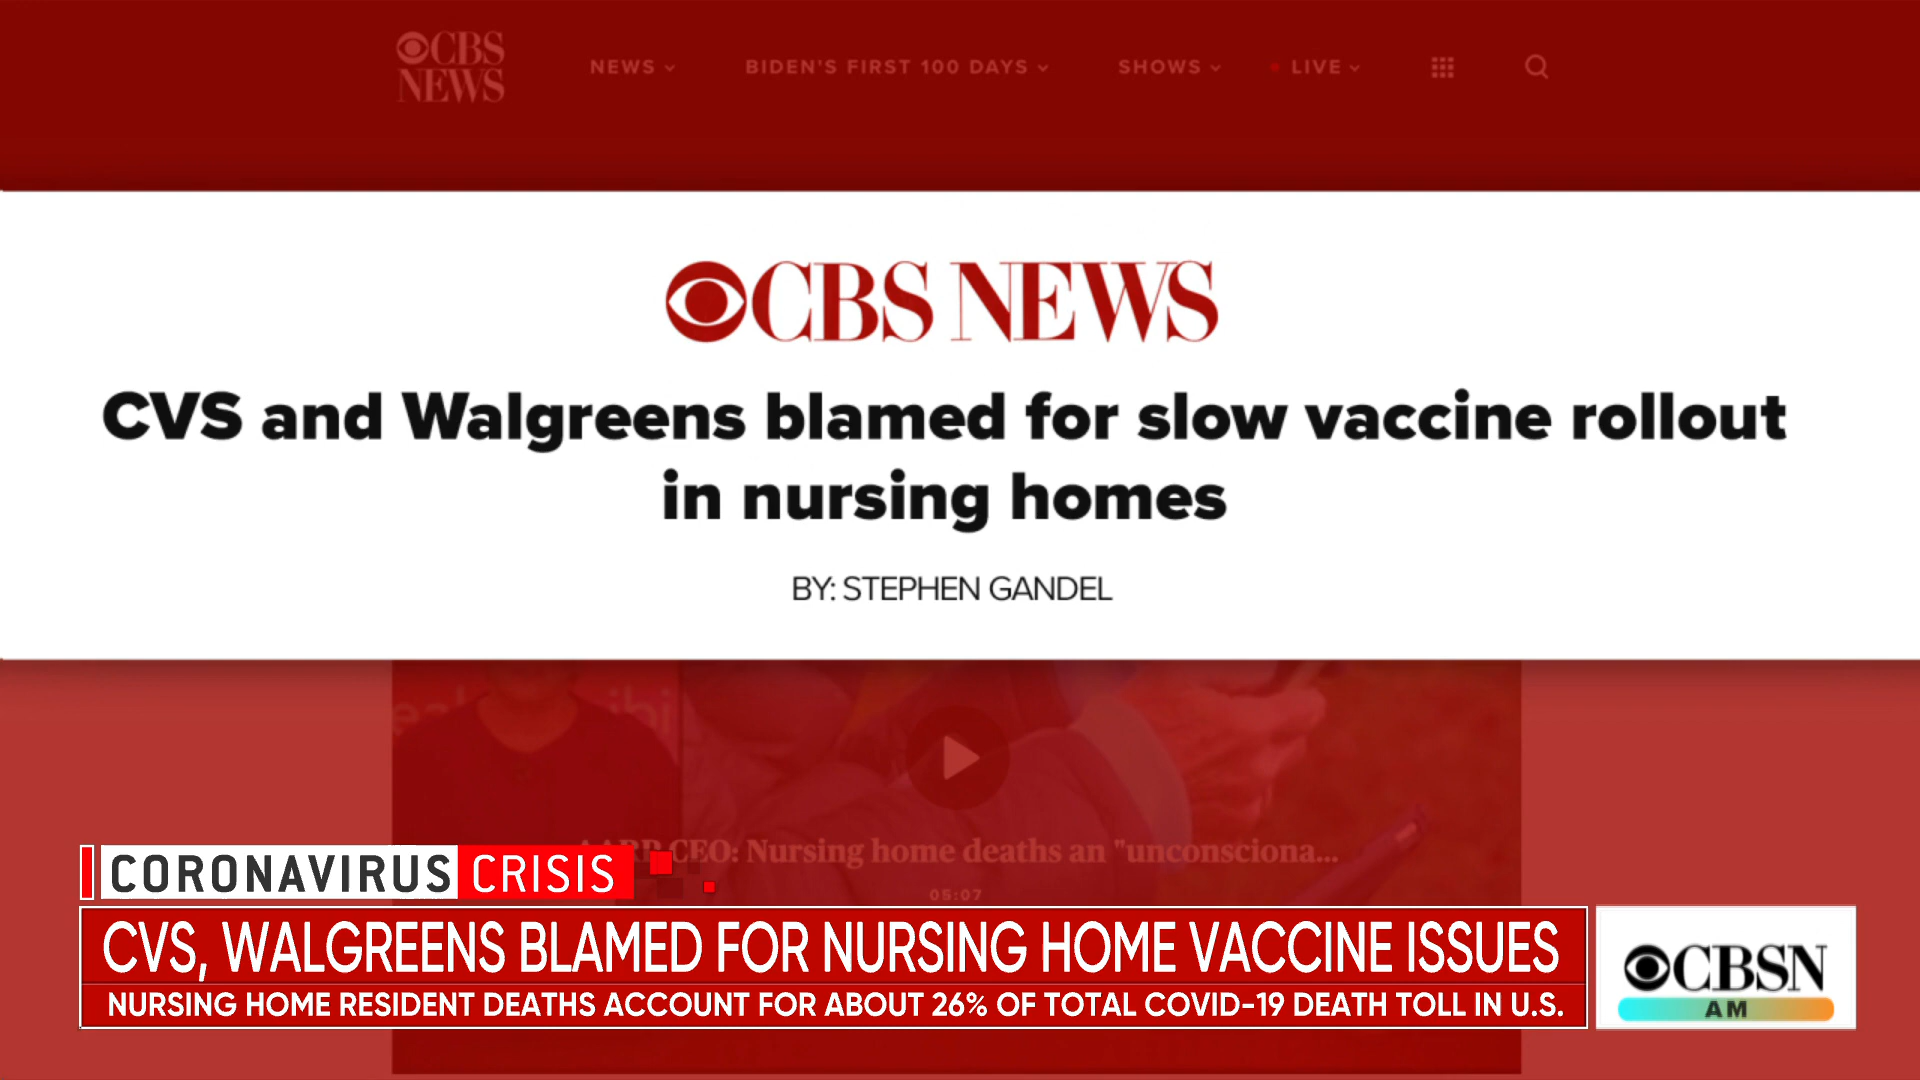 CBS
NEWS
NEWS
BIDEN'S FIRST 100 DAYS
SHOWS
LIVE
CBS NEWS
CVS and Walgreens blamed for slow vaccine rollout
in nursing homes
BY: STEPHEN GANDEL
AARP CEO: Nursing home deaths an "unconsciona...
05:07
CORONAVIRUS CRISIS
CVS, WALGREENS BLAMED FOR NURSING HOME VACCINE ISSUES
NURSING HOME RESIDENT DEATHS ACCOUNT FOR ABOUT 26% OF TOTAL COVID-19 DEATH TOLL IN U.S.
CBSN
AM